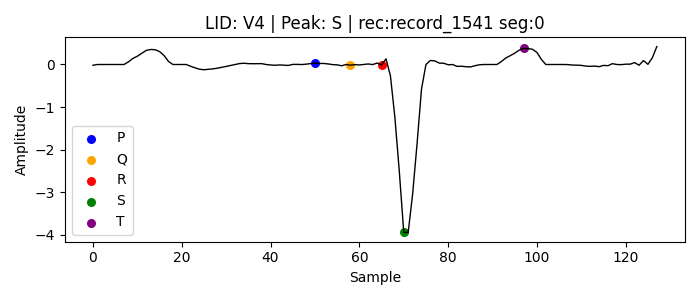 LID: V4 | Peak: S | rec:record_1541 seg:0
Amplitude
0
−1
−2
−3
−4
P
Q
R
S
T
0 20 40 60 80 100 120
Sample